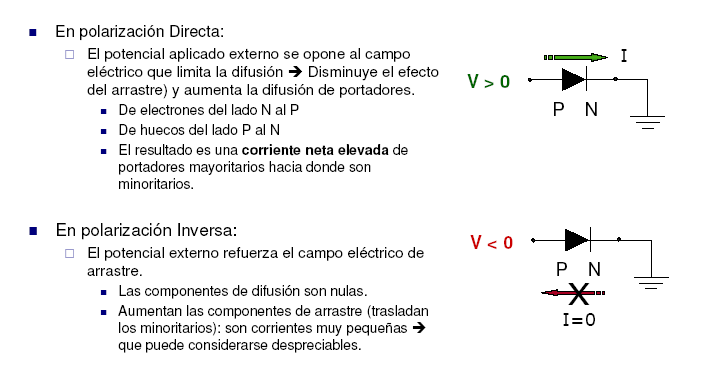 En polarización Directa:
El potencial aplicado externo se opone al campo
eléctrico que limita la difusión ➔ Disminuye el efecto
del arrastre) y aumenta la difusión de portadores.
De electrones del lado N al P
De huecos del lado P al N
El resultado es una corriente neta elevada de
portadores mayoritarios hacia donde son
minoritarios.
I
V > 0
P N
En polarización Inversa:
El potencial externo refuerza el campo eléctrico de
arrastre.
Las componentes de difusión son nulas.
Aumentan las componentes de arrastre (trasladan
los minoritarios): son corrientes muy pequeñas ➔
que puede considerarse despreciables.
V < 0
P N
X
I=0